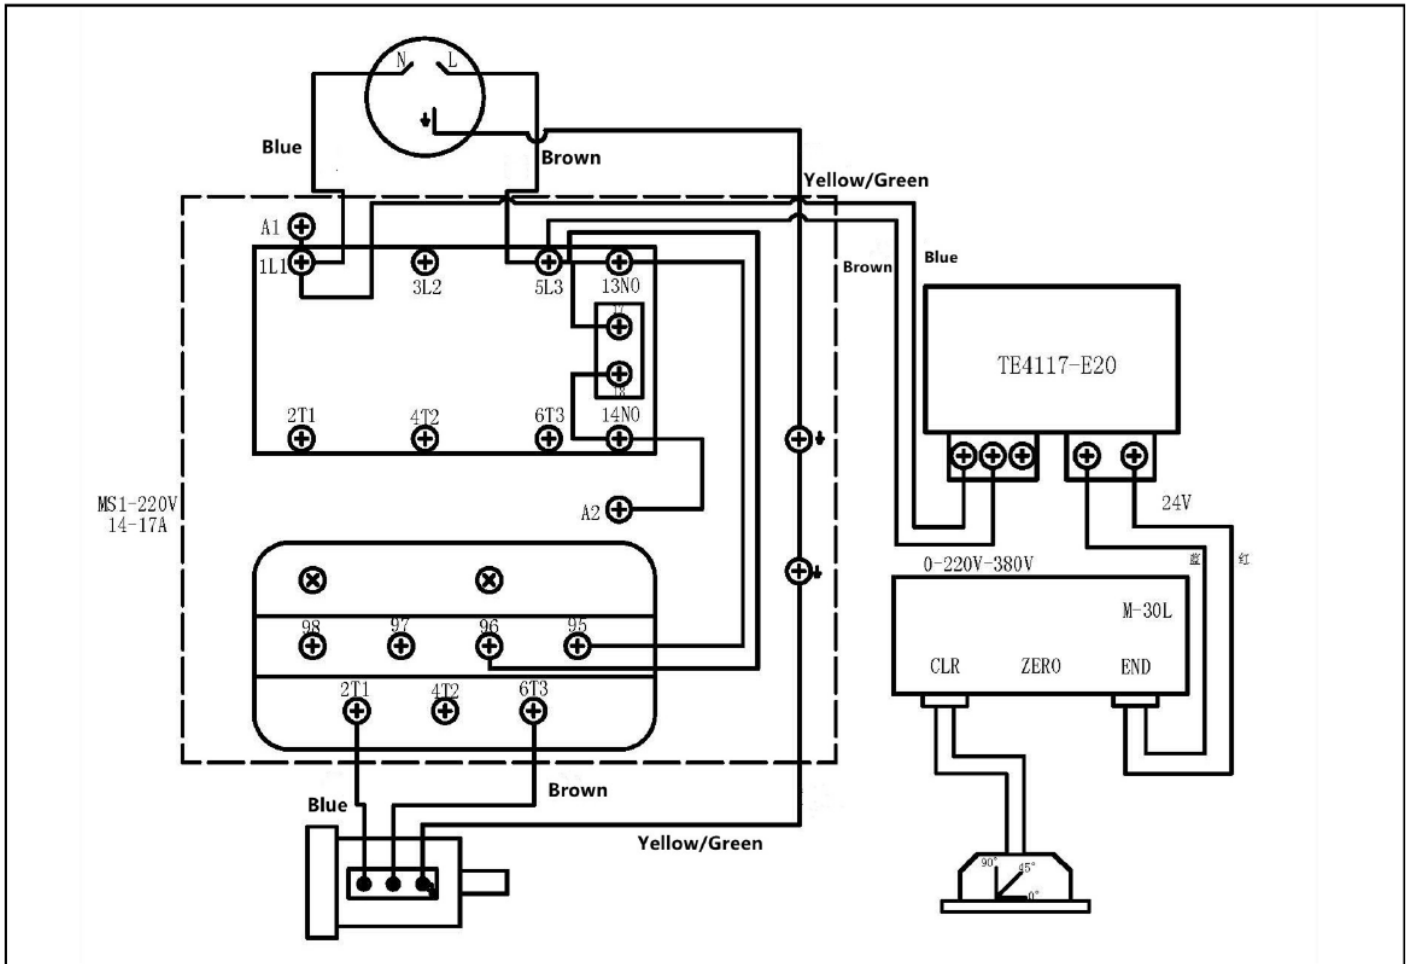 N L
Blue
Brown
Yellow/Green
A1
1L1
3L2
5L3
13NO
17
18
2T1
4T2
6T3
14NO
A2
MS1-220V
14-17A
Brown
Blue
TE4117-E20
24V
0-220V-380V
蓝
红
M-30L
CLR ZERO END
98 97 96 95
2T1 4T2 6T3
Blue
Brown
Yellow/Green
90°
45°
0°